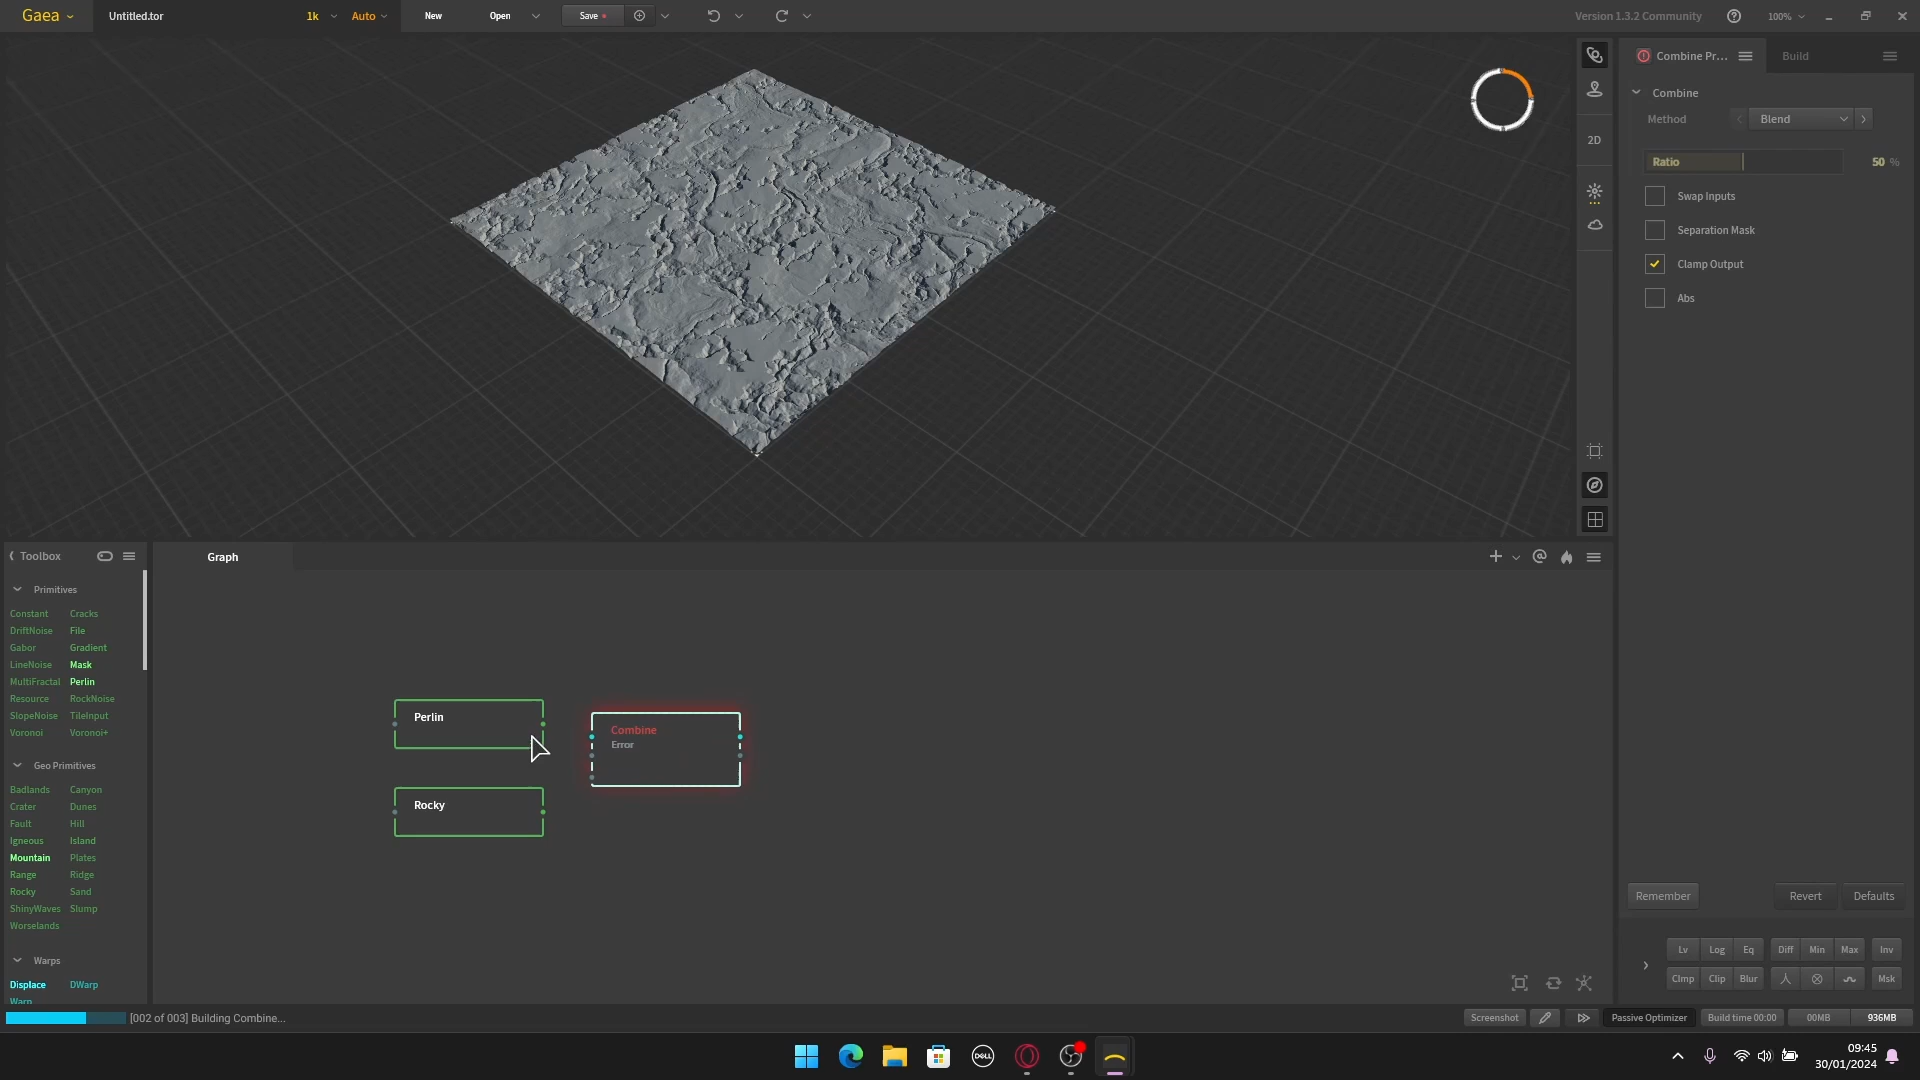 Gaea
Untitled.tor
1k
Auto
New
Open
Save
Version 1.3.2 Community
100%
Combine Pr...
Build
Combine
Method
Blend
Ratio
50 %
Swap Inputs
Separation Mask
Clamp Output
Abs
2D
Toolbox
Graph
Primitives
Constant Cracks
DriftNoise File
Gabor Gradient
LineNoise Mask
MultiFractal Perlin
Resource RockNoise
SlopeNoise TileInput
Voronoi Voronoi+
Geo Primitives
Badlands Canyon
Crater Dunes
Fault Hill
Igneous Island
Mountain Plates
Range Ridge
Rocky Sand
ShinyWaves Slump
Worselands
Warps
Displace DWarp
Warp
Perlin
Combine
Error
Rocky
Remember
Revert
Defaults
Lv Log Eq Diff Min Max Inv
Clmp Clip Blur Msk
[002 of 003] Building Combine...
Screenshot
Passive Optimizer
Build time 00:00
00MB
936MB
DELL
09:45
30/01/2024